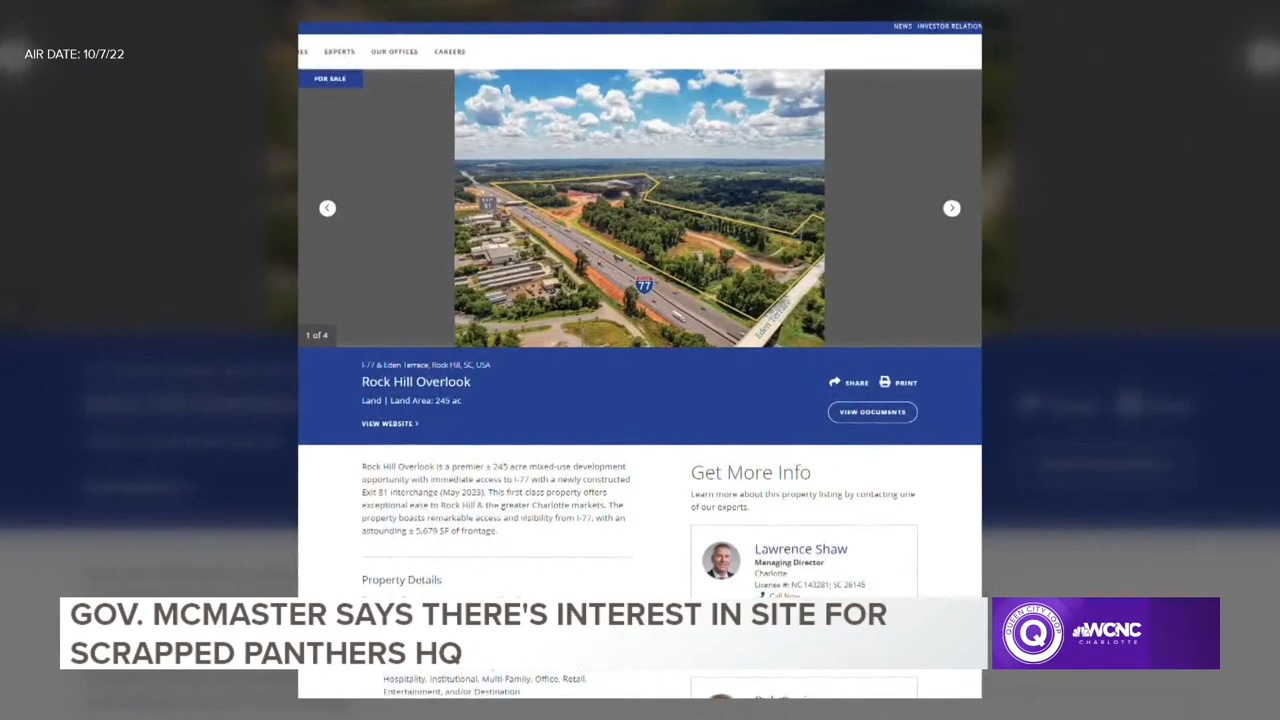 NEWS INVESTOR RELATION
AIR DATE: 10/7/22
EXPERTS OUR OFFICES CAREERS
FOR SALE
EXIT 81
77
Eden Terrace
1 of 4
I-77 & Eden Terrace, Rock Hill, SC, USA
Rock Hill Overlook
Land | Land Area: 245 ac
VIEW WEBSITE >
SHARE PRINT
VIEW DOCUMENTS
Rock Hill Overlook is a premier ± 245 acre mixed-use development
opportunity with immediate access to I-77 with a newly constructed
Exit 81 interchange (May 2023). This first class property offers
exceptional ease to Rock Hill & the greater Charlotte markets. The
property boasts remarkable access and visibility from I-77, with an
astounding ± 5,679 SF of frontage.
Get More Info
Learn more about this property listing by contacting one
of our experts.
Lawrence Shaw
Managing Director
Charlotte
License #: NC 143281; SC 26145
Call Now
Property Details
GOV. MCMASTER SAYS THERE'S INTEREST IN SITE FOR
SCRAPPED PANTHERS HQ
QUEEN CITY LOOP
Q
WCNC
CHARLOTTE
Hospitality, Institutional, Multi-Family, Office, Retail,
Entertainment, and/or Destination.